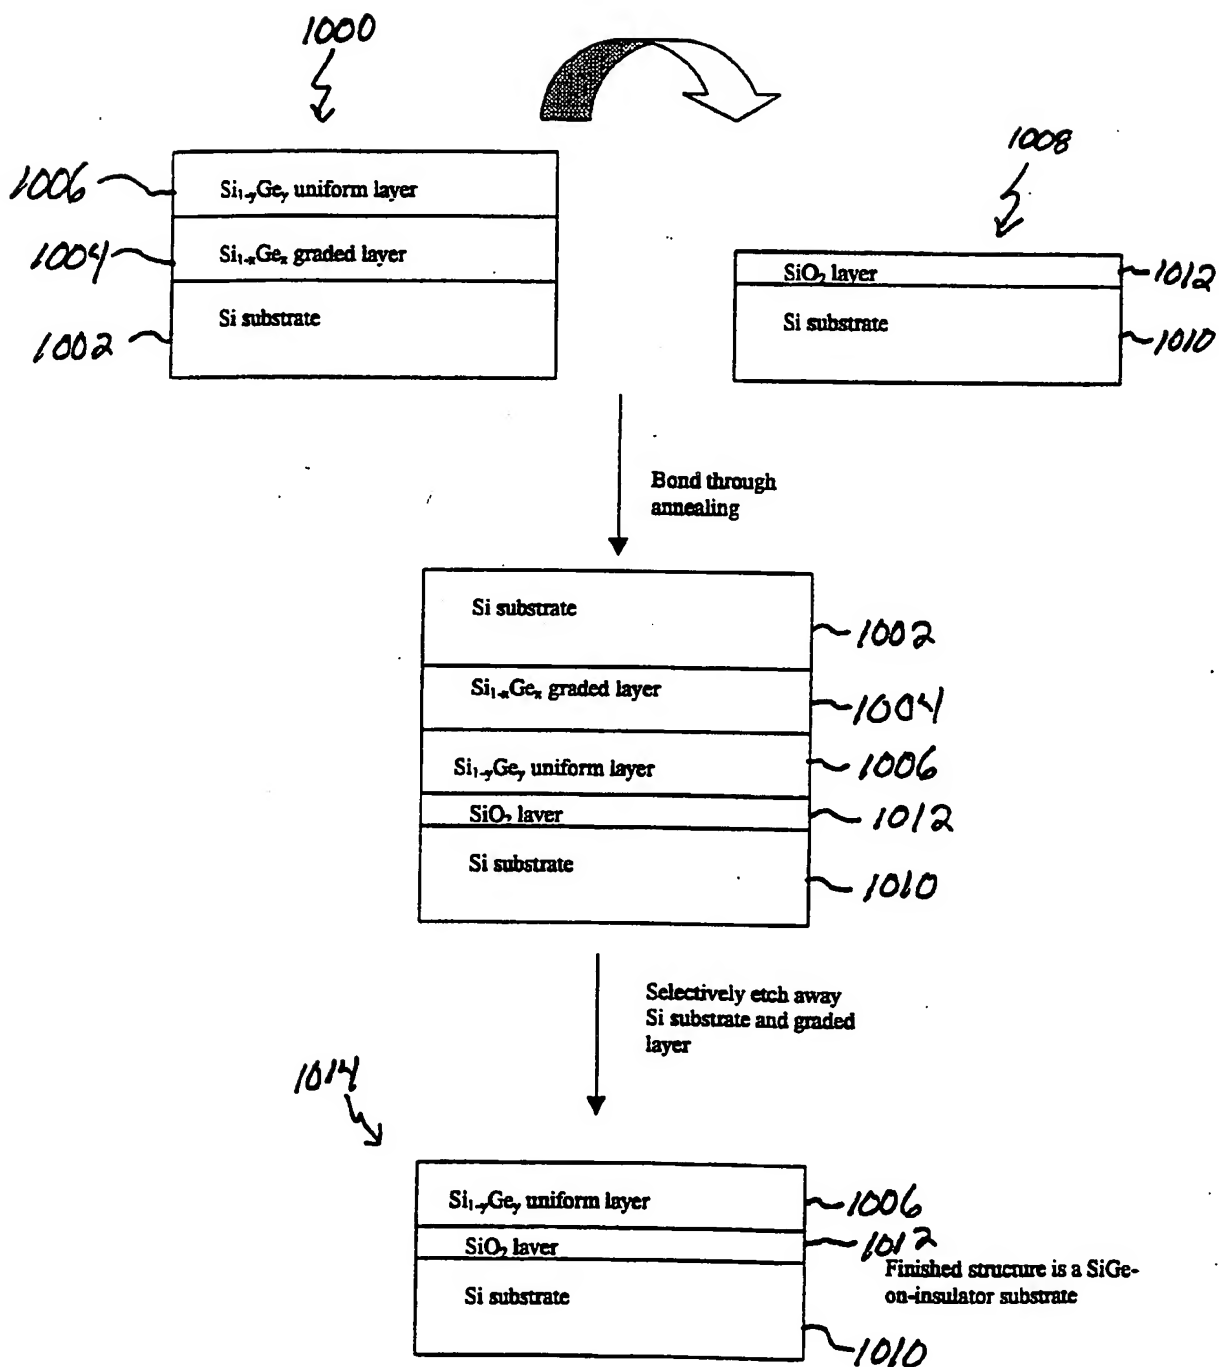 1000
1008
1006
Si₁₋yGey uniform layer
1004
Si₁₋xGex graded layer
1002
Si substrate
SiO₂ layer
1012
Si substrate
1010
Bond through
annealing
Si substrate
1002
Si₁₋xGex graded layer
1004
Si₁₋yGey uniform layer
1006
SiO₂ layer
1012
Si substrate
1010
Selectively etch away
Si substrate and graded
layer
1014
Si₁₋yGey uniform layer
1006
SiO₂ layer
1012
Finished structure is a SiGe-
on-insulator substrate
Si substrate
1010